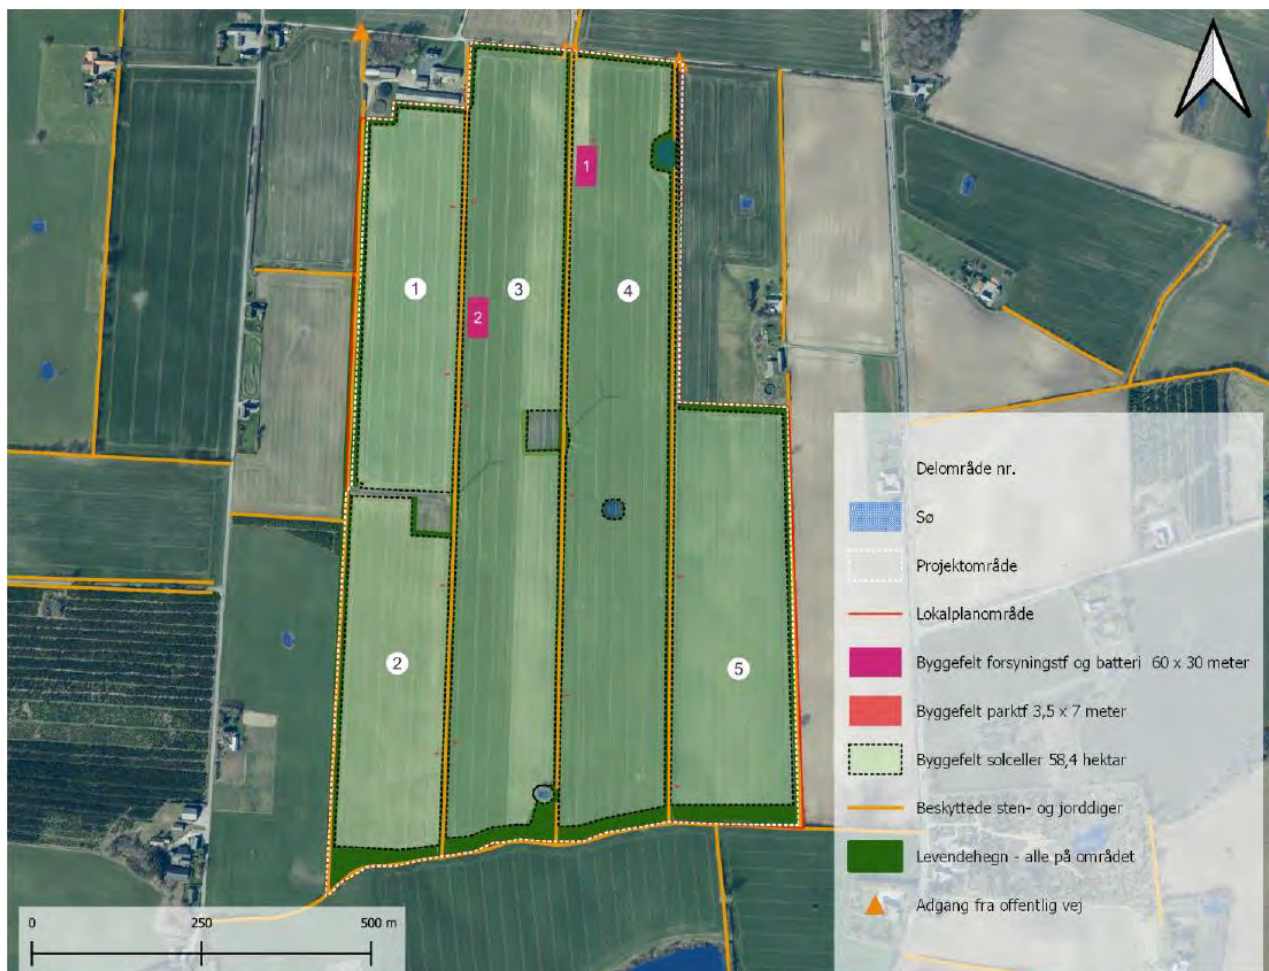 1
1
2
3
4
2
5
Delområde nr.
Sø
Projektområde
Lokalplanområde
Byggefelt forsyningstf og batteri 60 x 30 meter
Byggefelt parktf 3,5 x 7 meter
Byggefelt solceller 58,4 hektar
Beskyttede sten- og jorddiger
Levendehegn - alle på området
Adgang fra offentlig vej
0 250 500 m